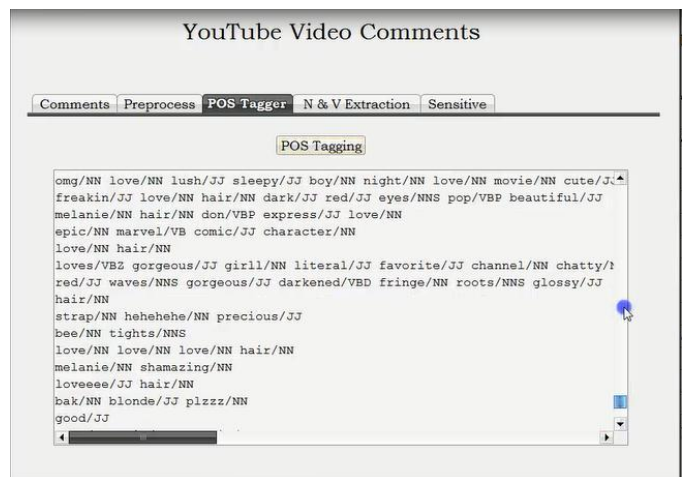 YouTube Video Comments
Comments Preprocess POS Tagger N & V Extraction Sensitive
POS Tagging
omg/NN love/NN lush/JJ sleepy/JJ boy/NN night/NN love/NN movie/NN cute/JJ
freakin/JJ love/NN hair/NN dark/JJ red/JJ eyes/NNS pop/VBP beautiful/JJ
melanie/NN hair/NN don/VBP express/JJ love/NN
epic/NN marvel/VB comic/JJ character/NN
love/NN hair/NN
loves/VBZ gorgeous/JJ girll/NN literal/JJ favorite/JJ channel/NN chatty/
red/JJ waves/NNS gorgeous/JJ darkened/VBD fringe/NN roots/NNS glossy/JJ
hair/NN
strap/NN hehehehe/NN precious/JJ
bee/NN tights/NNS
love/NN love/NN love/NN hair/NN
melanie/NN shamazing/NN
loveeee/JJ hair/NN
bak/NN blonde/JJ plzzz/NN
good/JJ